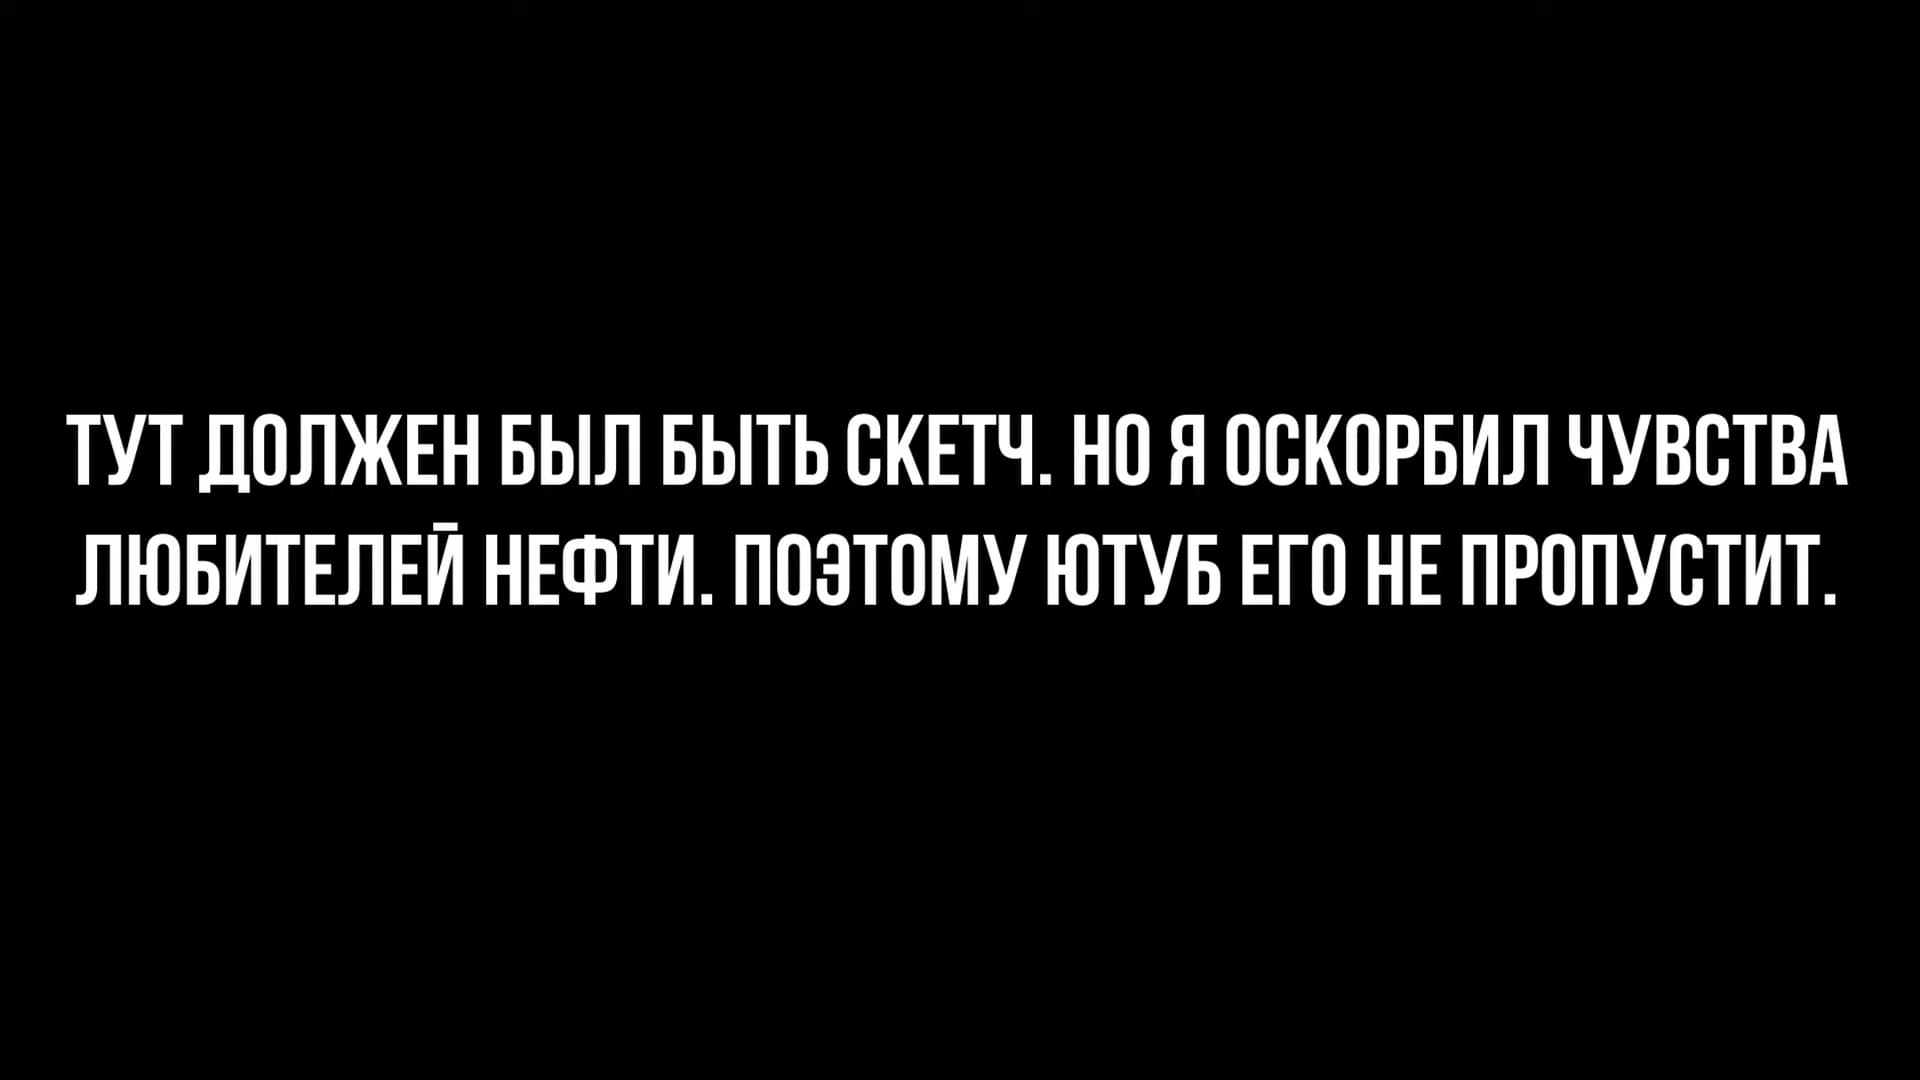 ТУТ ДОЛЖЕН БЫЛ БЫТЬ СКЕТЧ. НО Я ОСКОРБИЛ ЧУВСТВА
ЛЮБИТЕЛЕЙ НЕФТИ. ПОЭТОМУ ЮТУБ ЕГО НЕ ПРОПУСТИТ.